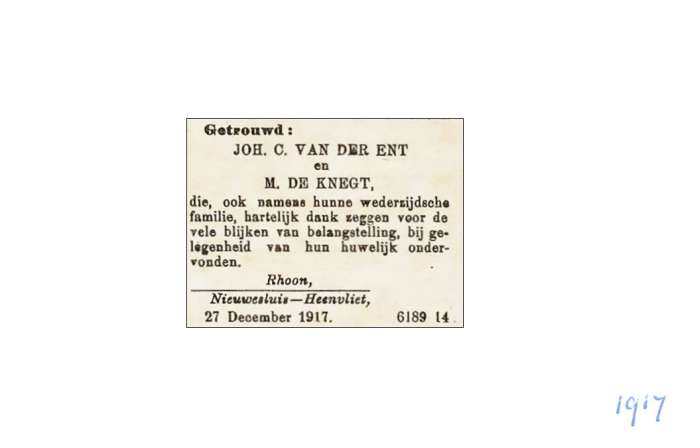 Getrouwd:
JOH. C. VAN DER ENT
en
M. DE KNEGT,
die, ook namens hunne wederzijdsche
familie, hartelijk dank zeggen voor de
vele blijken van belangstelling, bij ge-
legenheid van hun huwelijk onder-
vonden.
Rhoon,
Nieuwesluis—Heenvliet,
27 December 1917. 6189 14
1917